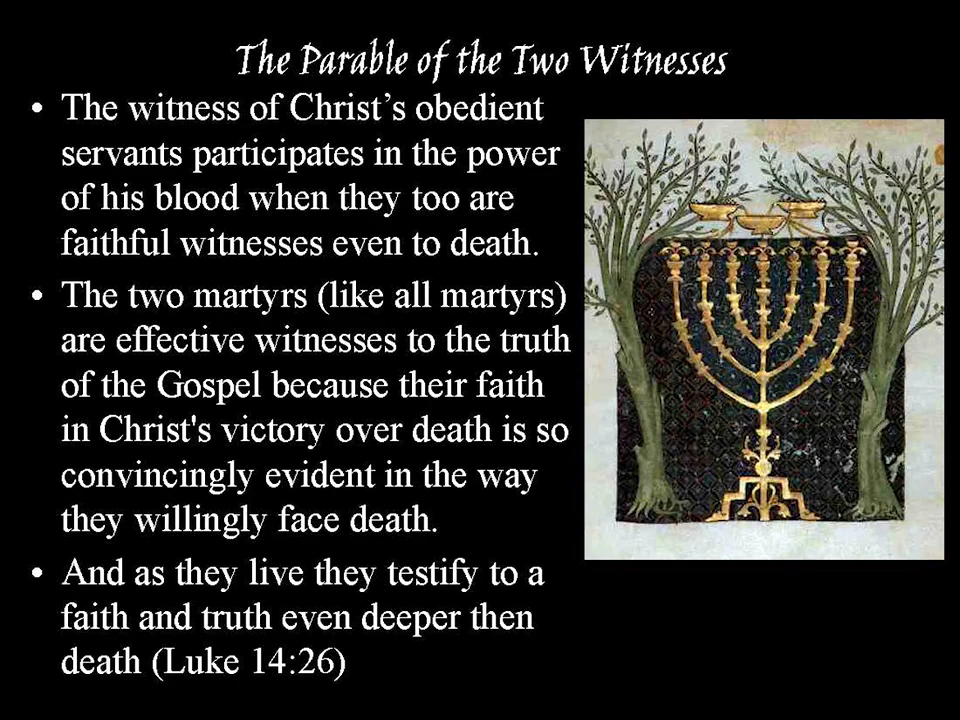 The Parable of the Two Witnesses
• The witness of Christ’s obedient
servants participates in the power
of his blood when they too are
faithful witnesses even to death.
• The two martyrs (like all martyrs)
are effective witnesses to the truth
of the Gospel because their faith
in Christ's victory over death is so
convincingly evident in the way
they willingly face death.
• And as they live they testify to a
faith and truth even deeper then
death (Luke 14:26)